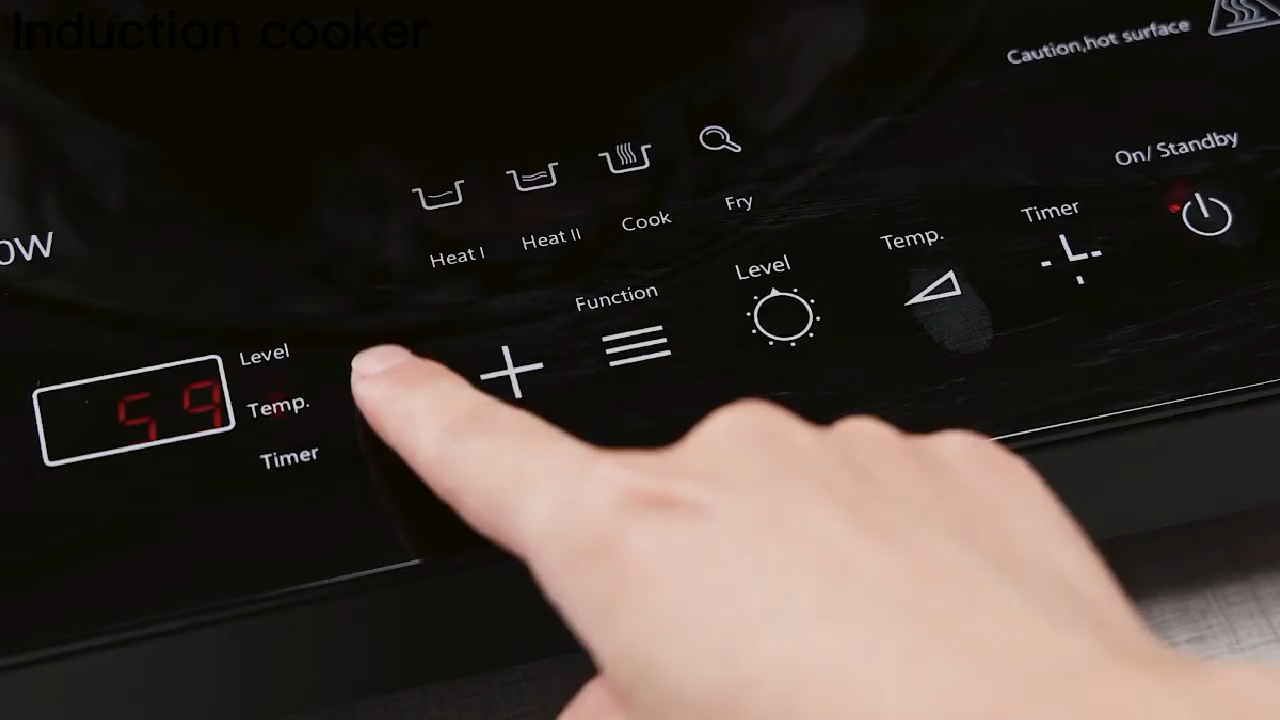 Induction cooker
Caution,hot surface
On/ Standby
Heat I
Heat II
Cook
Fry
Timer
Temp.
Level
Function
ow
Level
Temp.
Timer
59